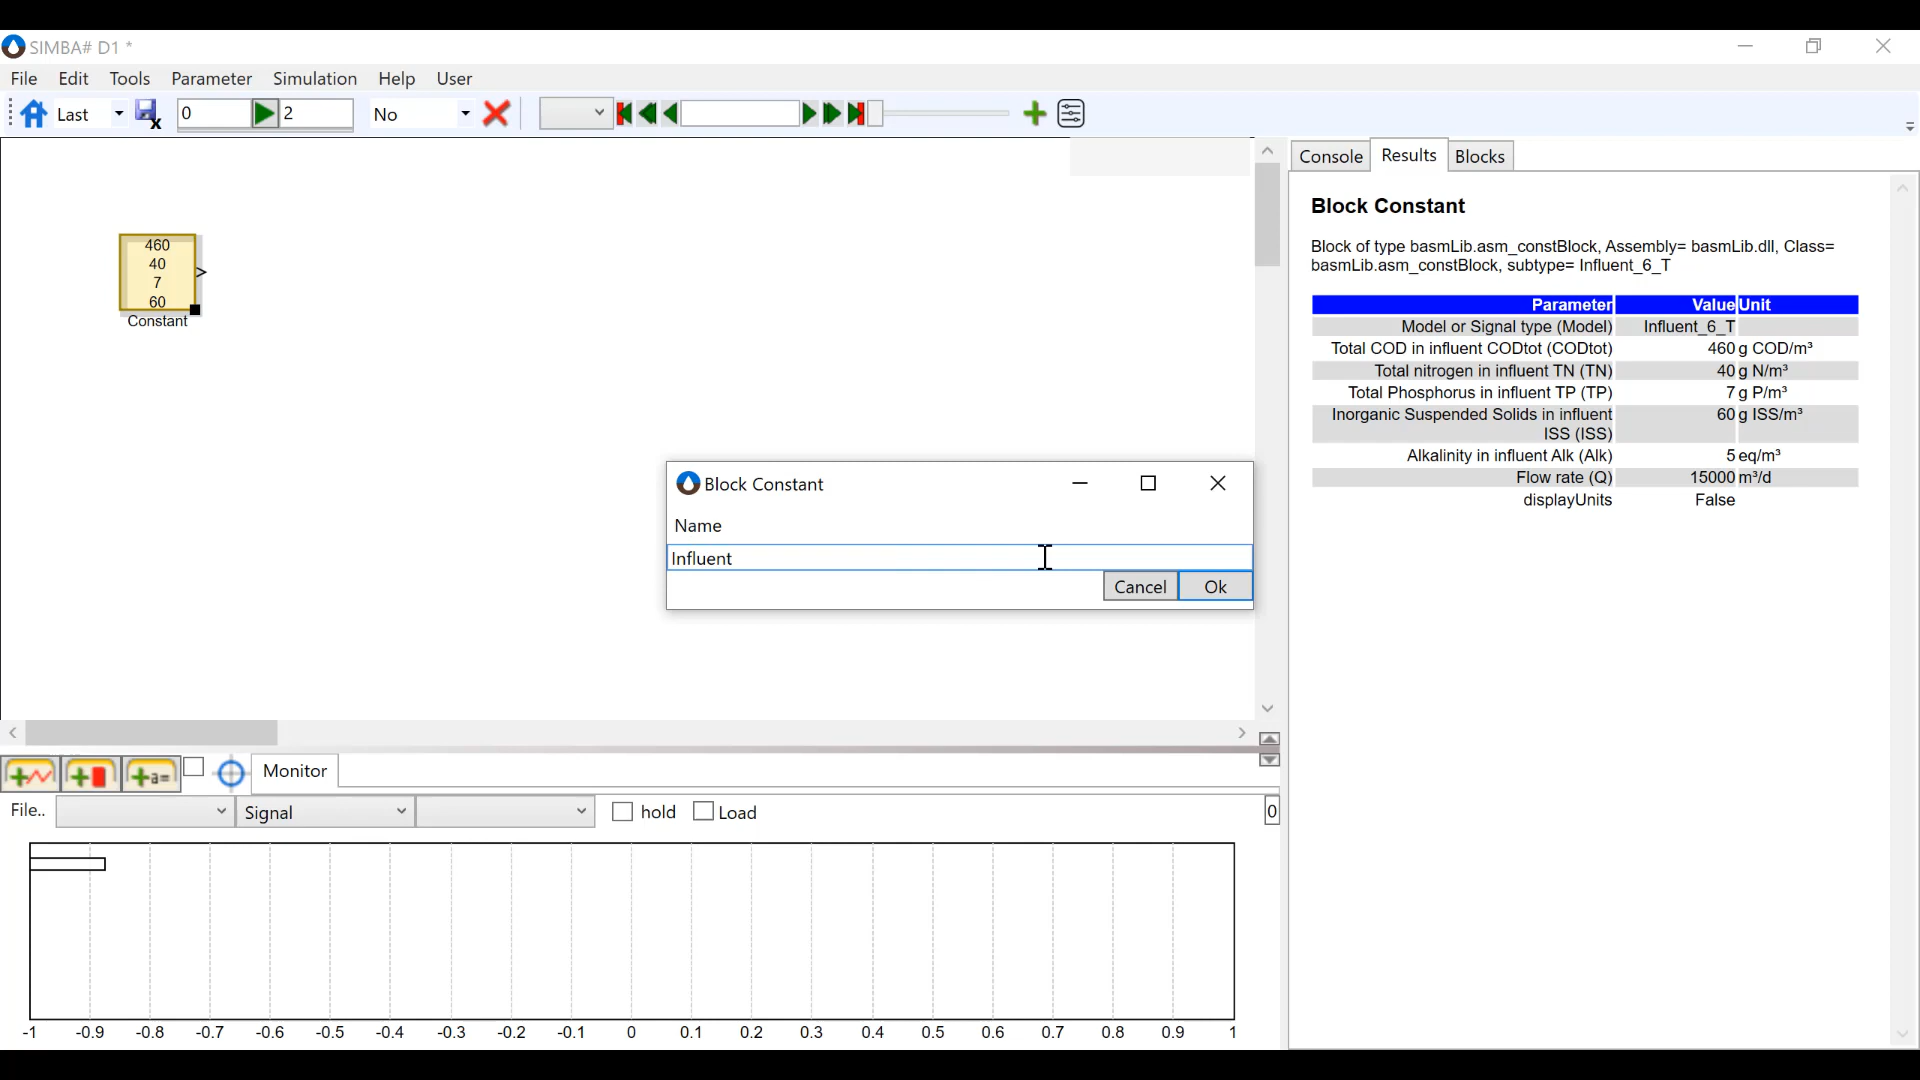 SIMBA# D1 *
File Edit Tools Parameter Simulation Help User
Last 0 2 No
460
40
7
60
Constant
Block Constant
Name
Influent
Cancel Ok
Console Results Blocks
Block Constant
Block of type basmLib.asm_constBlock, Assembly= basmLib.dll, Class=
basmLib.asm_constBlock, subtype= Influent_6_T
Parameter Value Unit
Model or Signal type (Model) Influent_6_T
Total COD in influent CODtot (CODtot) 460 g COD/m³
Total nitrogen in influent TN (TN) 40 g N/m³
Total Phosphorus in influent TP (TP) 7 g P/m³
Inorganic Suspended Solids in influent 60 g ISS/m³
ISS (ISS)
Alkalinity in influent Alk (Alk) 5 eq/m³
Flow rate (Q) 15000 m³/d
displayUnits False
+a= Monitor
File.. Signal hold Load 0
-1 -0.9 -0.8 -0.7 -0.6 -0.5 -0.4 -0.3 -0.2 -0.1 0 0.1 0.2 0.3 0.4 0.5 0.6 0.7 0.8 0.9 1